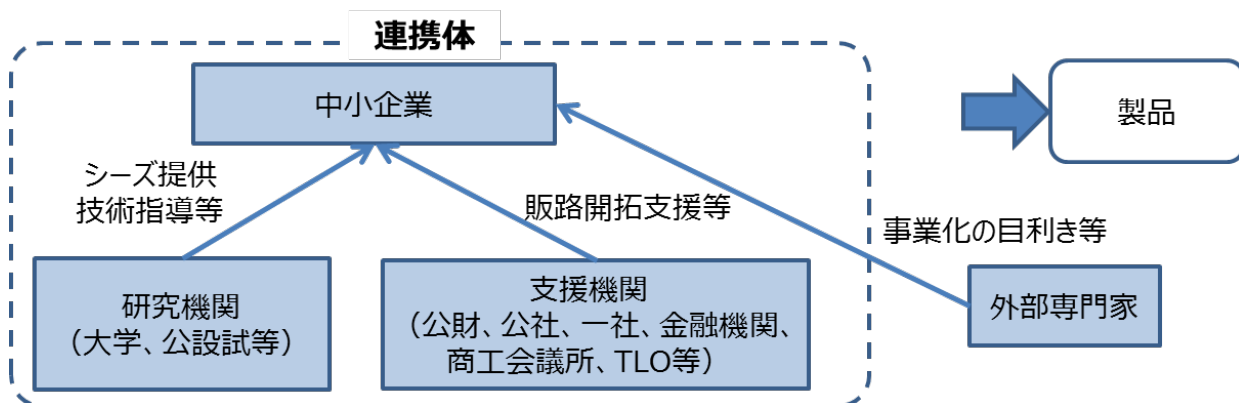 連携体
中小企業
製品
シーズ提供
技術指導等
販路開拓支援等
事業化の目利き等
研究機関
（大学、公設試等）
支援機関
（公財、公社、一社、金融機関、
商工会議所、TLO等）
外部専門家